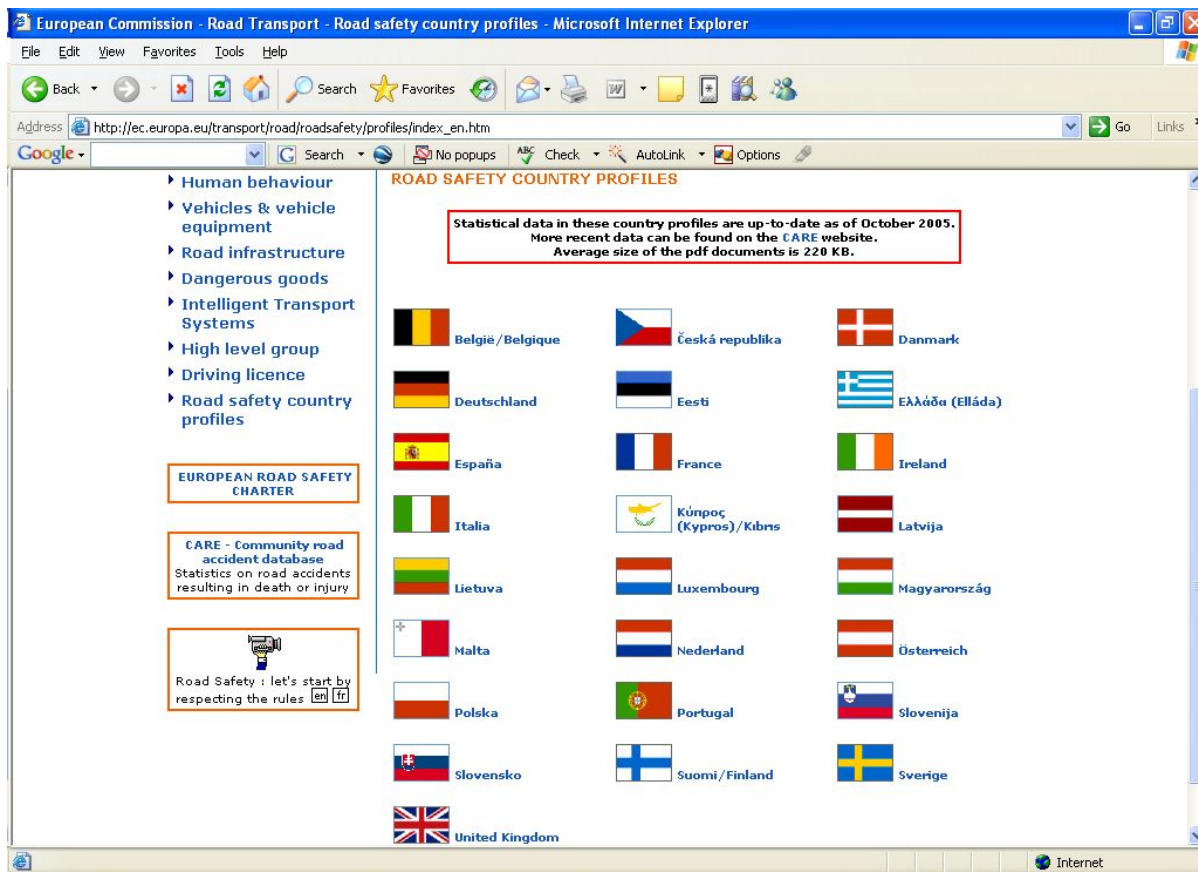 European Commission - Road Transport - Road safety country profiles - Microsoft Internet Explorer
File Edit View Favorites Tools Help
Back Search Favorites
Address http://ec.europa.eu/transport/road/roadsafety/profiles/index_en.htm Go Links
Google Search No popups ABC Check AutoLink Options
Human behaviour
Vehicles & vehicle
equipment
Road infrastructure
Dangerous goods
Intelligent Transport
Systems
High level group
Driving licence
Road safety country
profiles
EUROPEAN ROAD SAFETY
CHARTER
CARE - Community road
accident database
Statistics on road accidents
resulting in death or injury
Road Safety : let's start by
respecting the rules en fr
ROAD SAFETY COUNTRY PROFILES
Statistical data in these country profiles are up-to-date as of October 2005.
More recent data can be found on the CARE website.
Average size of the pdf documents is 220 KB.
België/Belgique Česká republika Danmark
Deutschland Eesti Ελλάδα (Elláda)
España France Ireland
Italia Κύπρος (Kypros)/Kıbrıs Latvija
Lietuva Luxembourg Magyarország
Malta Nederland Österreich
Polska Portugal Slovenija
Slovensko Suomi/Finland Sverige
United Kingdom
Internet